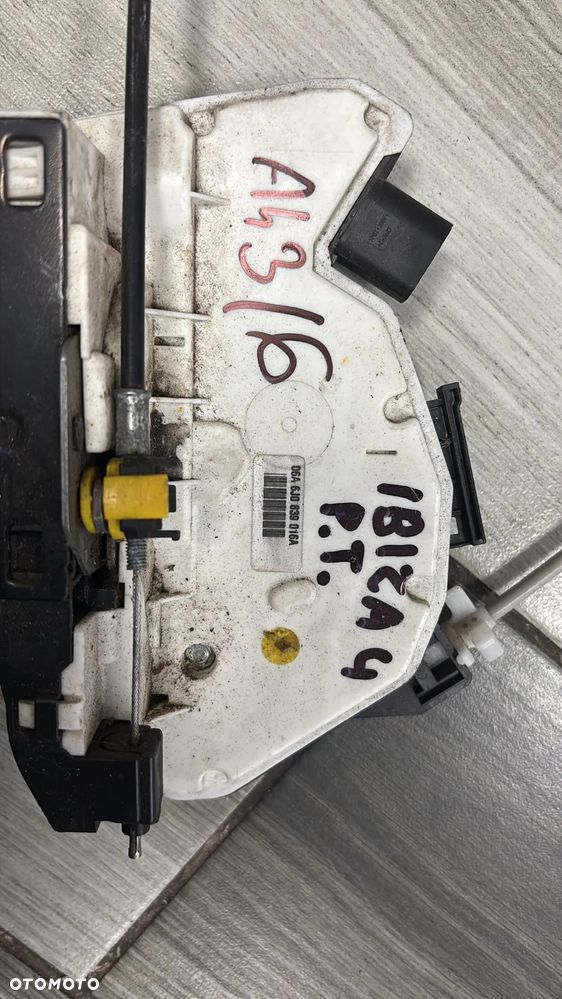 A43/6
06A 6J0 839 016A
IBIZA 4
P.T.
OTOMOTO